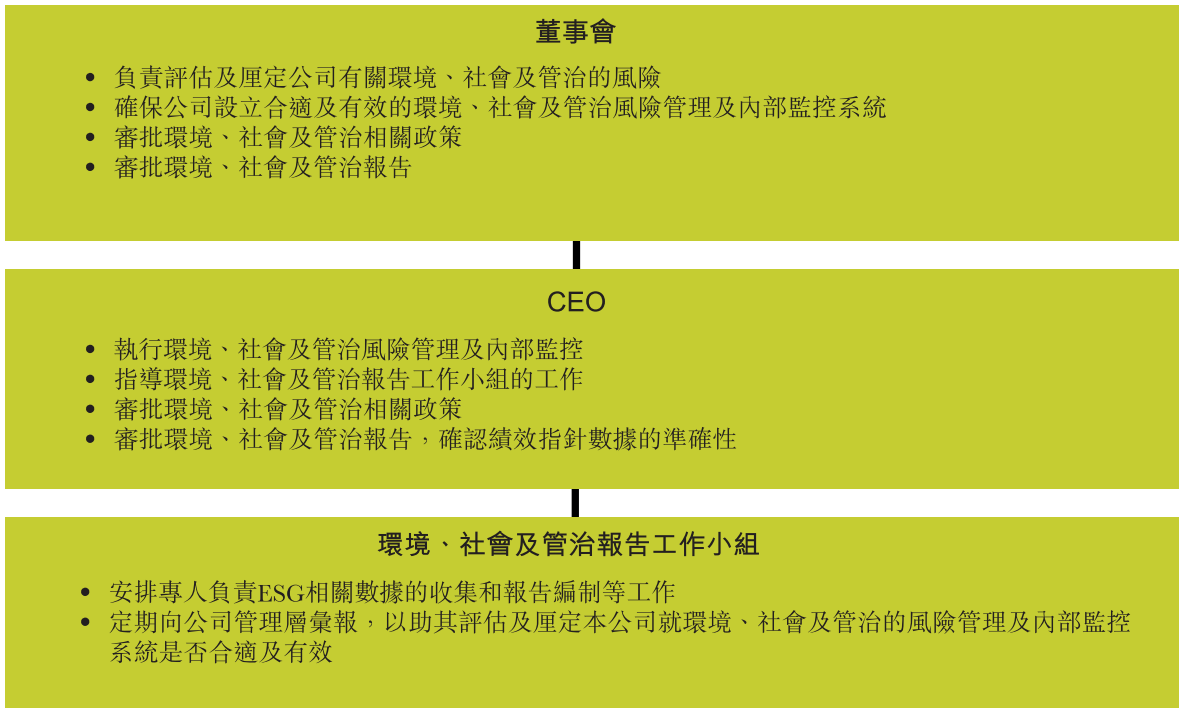 董事會
• 負責評估及厘定公司有關環境、社會及管治的風險
• 確保公司設立合適及有效的環境、社會及管治風險管理及內部監控系統
• 審批環境、社會及管治相關政策
• 審批環境、社會及管治報告
CEO
• 執行環境、社會及管治風險管理及內部監控
• 指導環境、社會及管治報告工作小組的工作
• 審批環境、社會及管治相關政策
• 審批環境、社會及管治報告，確認績效指針數據的準確性
環境、社會及管治報告工作小組
• 安排專人負責ESG相關數據的收集和報告編制等工作
• 定期向公司管理層彙報，以助其評估及厘定本公司就環境、社會及管治的風險管理及內部監控
系統是否合適及有效